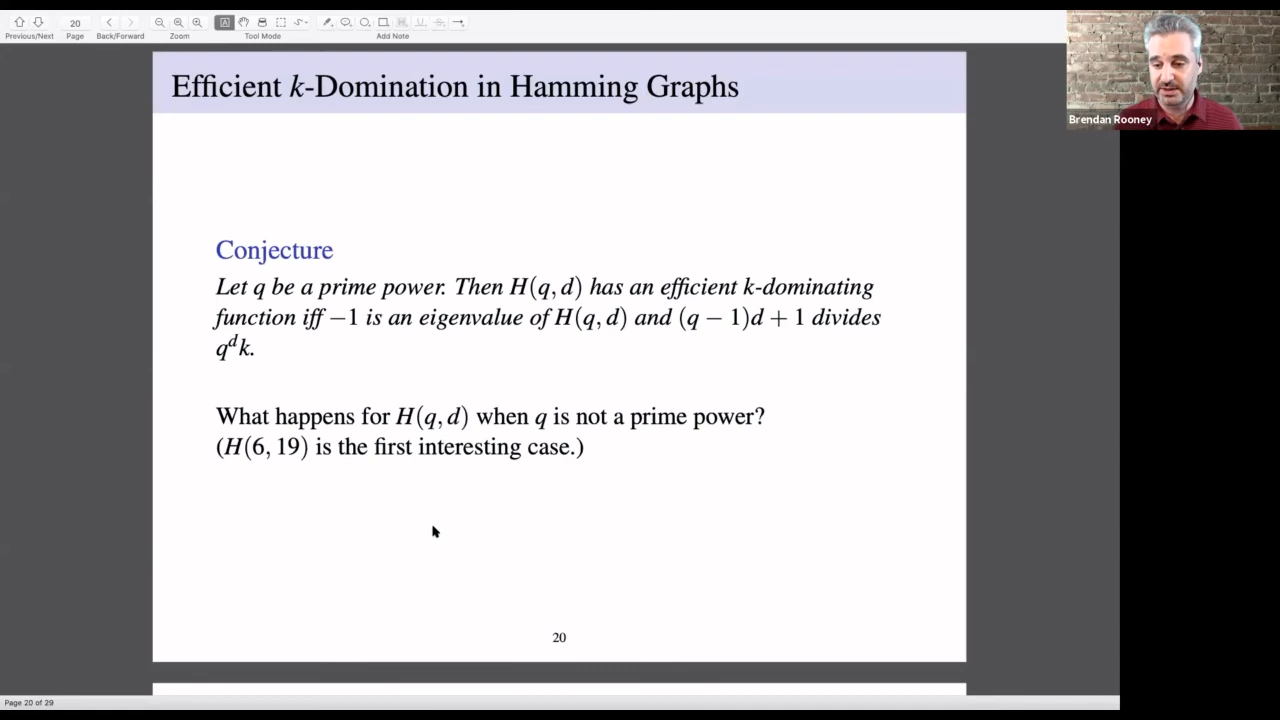 20
Previous/Next Page Back/Forward Zoom Tool Mode Add Note
Brendan Rooney
Efficient k-Domination in Hamming Graphs
Conjecture
Let q be a prime power. Then H(q, d) has an efficient k-dominating
function iff −1 is an eigenvalue of H(q, d) and (q − 1)d + 1 divides
q^d k.
What happens for H(q, d) when q is not a prime power?
(H(6, 19) is the first interesting case.)
20
Page 20 of 29